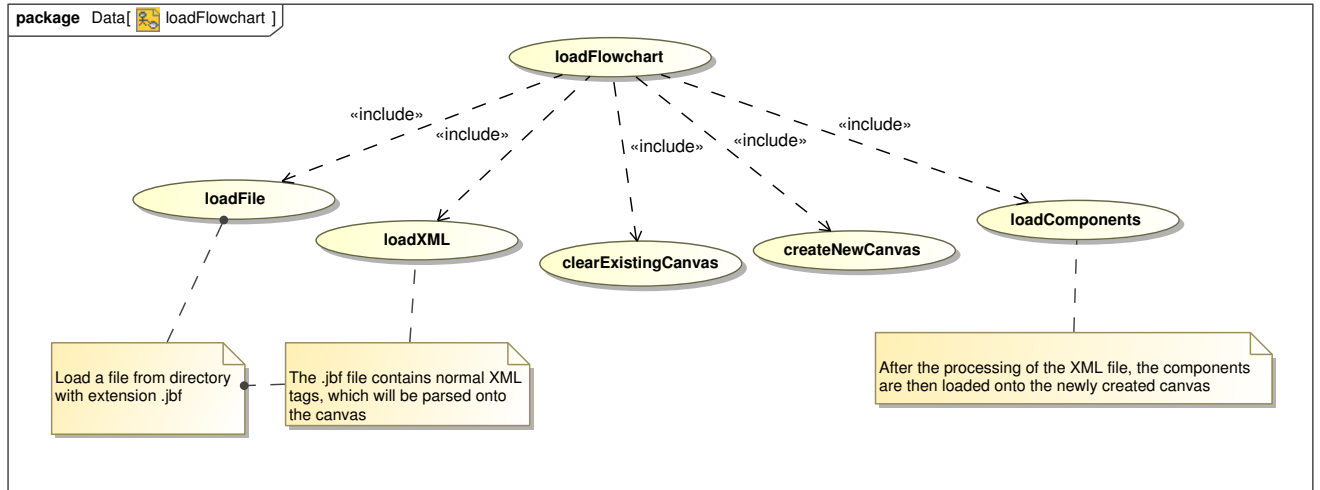 package Data[ loadFlowchart ]
loadFlowchart
«include»
«include»
«include»
«include»
«include»
loadFile
loadXML
clearExistingCanvas
createNewCanvas
loadComponents
Load a file from directory
with extension .jbf
The .jbf file contains normal XML
tags, which will be parsed onto
the canvas
After the processing of the XML file, the components
are then loaded onto the newly created canvas